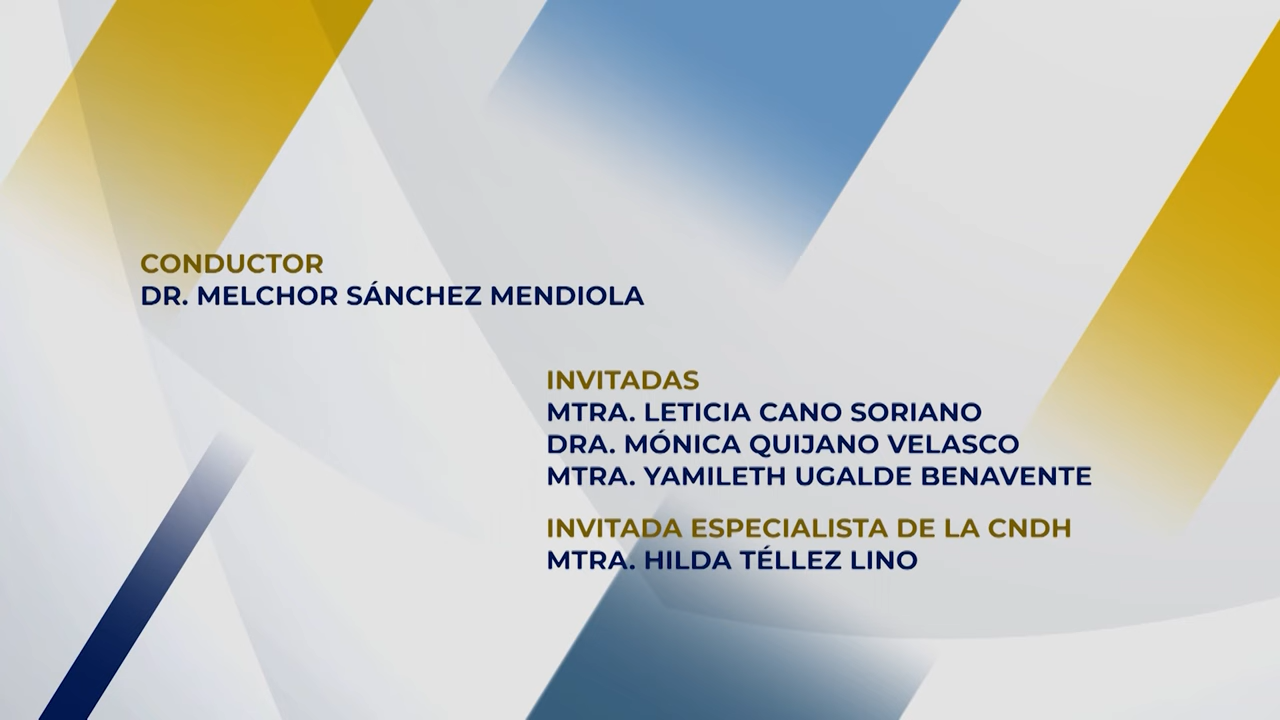 CONDUCTOR
DR. MELCHOR SÁNCHEZ MENDIOLA
INVITADAS
MTRA. LETICIA CANO SORIANO
DRA. MÓNICA QUIJANO VELASCO
MTRA. YAMILETH UGALDE BENAVENTE
INVITADA ESPECIALISTA DE LA CNDH
MTRA. HILDA TÉLLEZ LINO